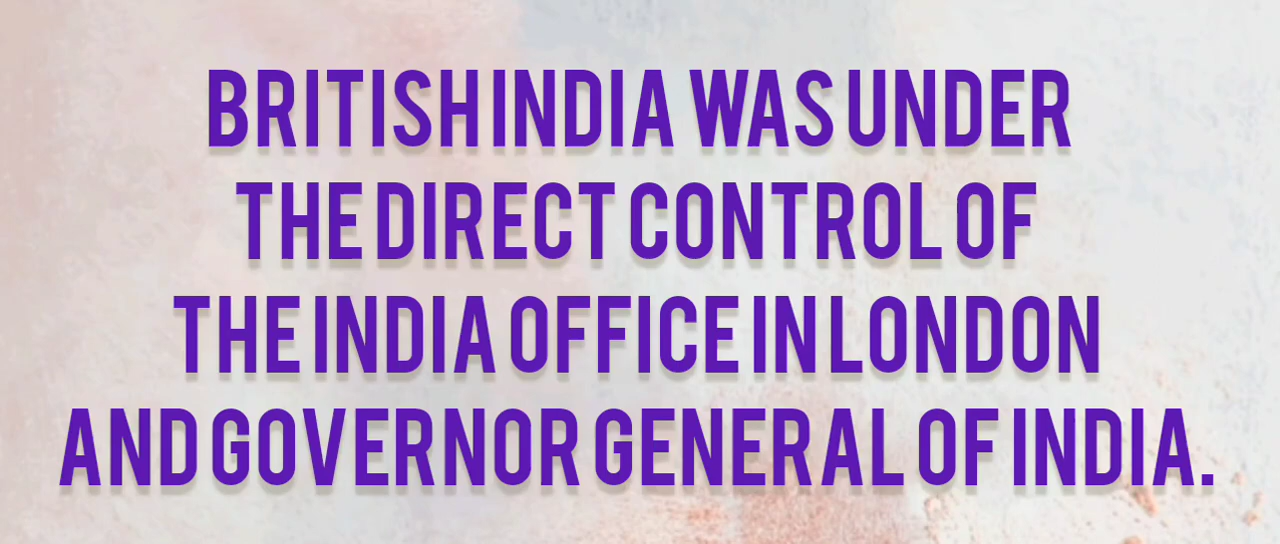 BRITISH INDIA WAS UNDER
THE DIRECT CONTROL OF
THE INDIA OFFICE IN LONDON
AND GOVERNOR GENERAL OF INDIA.